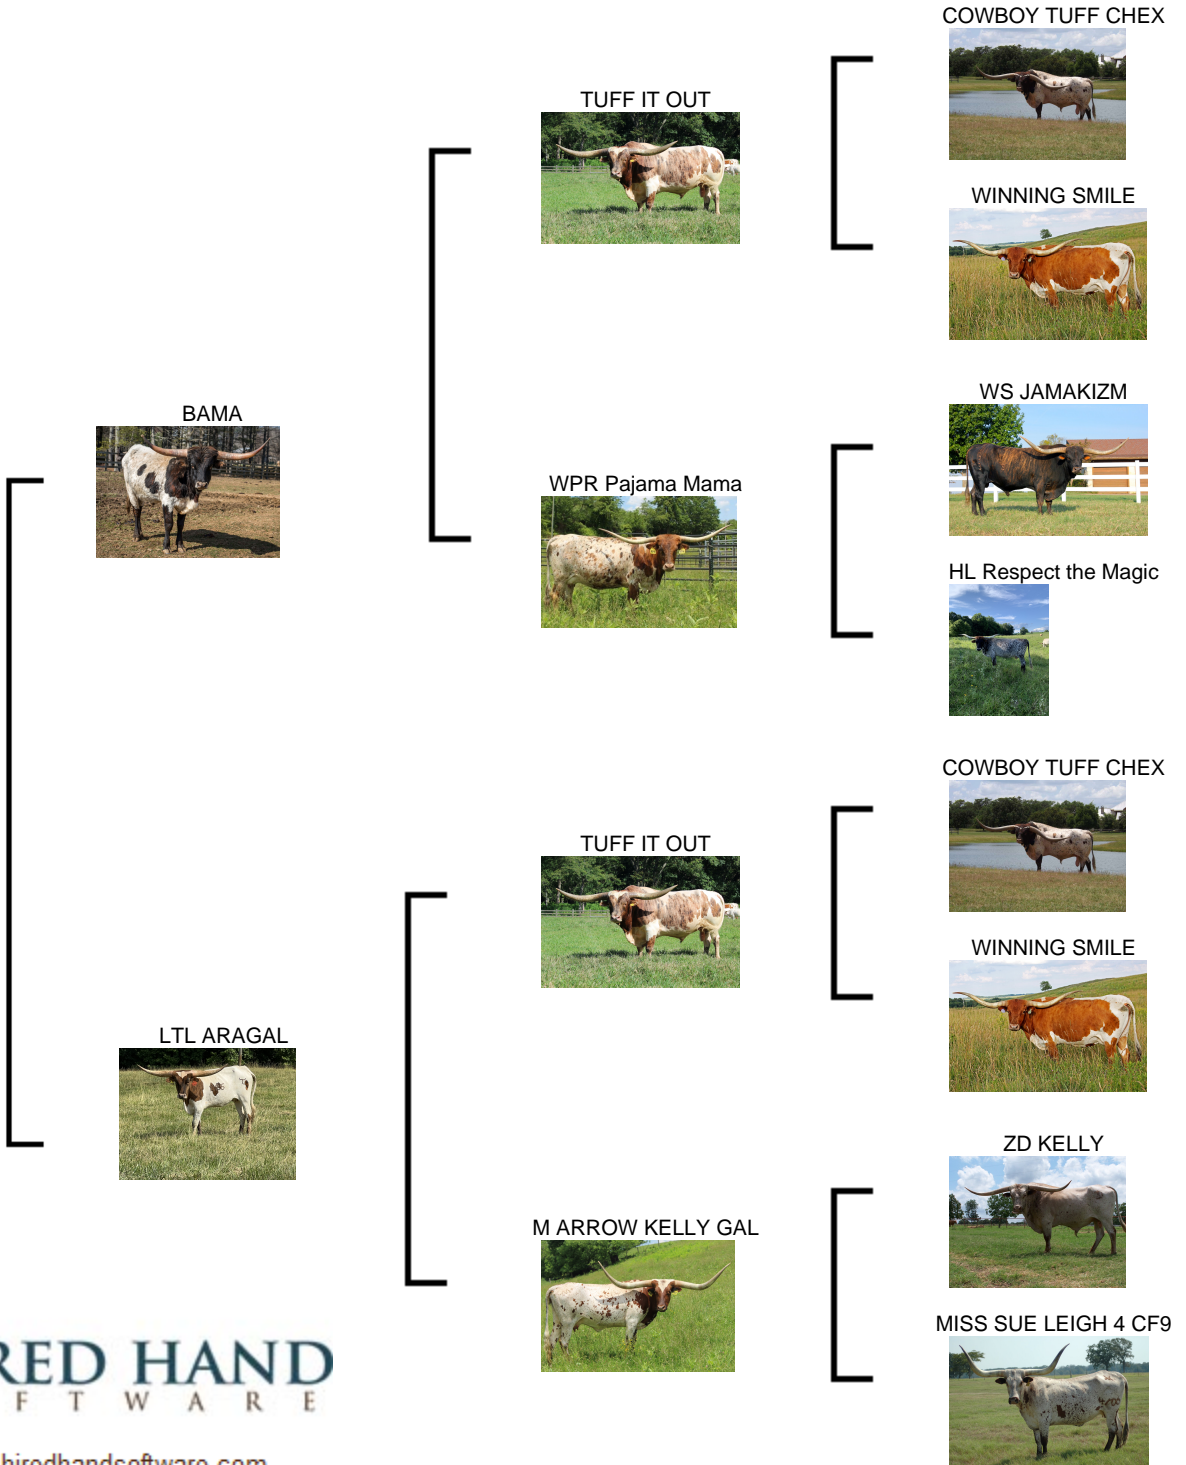 COWBOY TUFF CHEX
TUFF IT OUT
WINNING SMILE
WS JAMAKIZM
BAMA
WPR Pajama Mama
HL Respect the Magic
COWBOY TUFF CHEX
TUFF IT OUT
WINNING SMILE
LTL ARAGAL
ZD KELLY
M ARROW KELLY GAL
MISS SUE LEIGH 4 CF9
RED HAND
F T W A R E
hiredhandsoftware.com